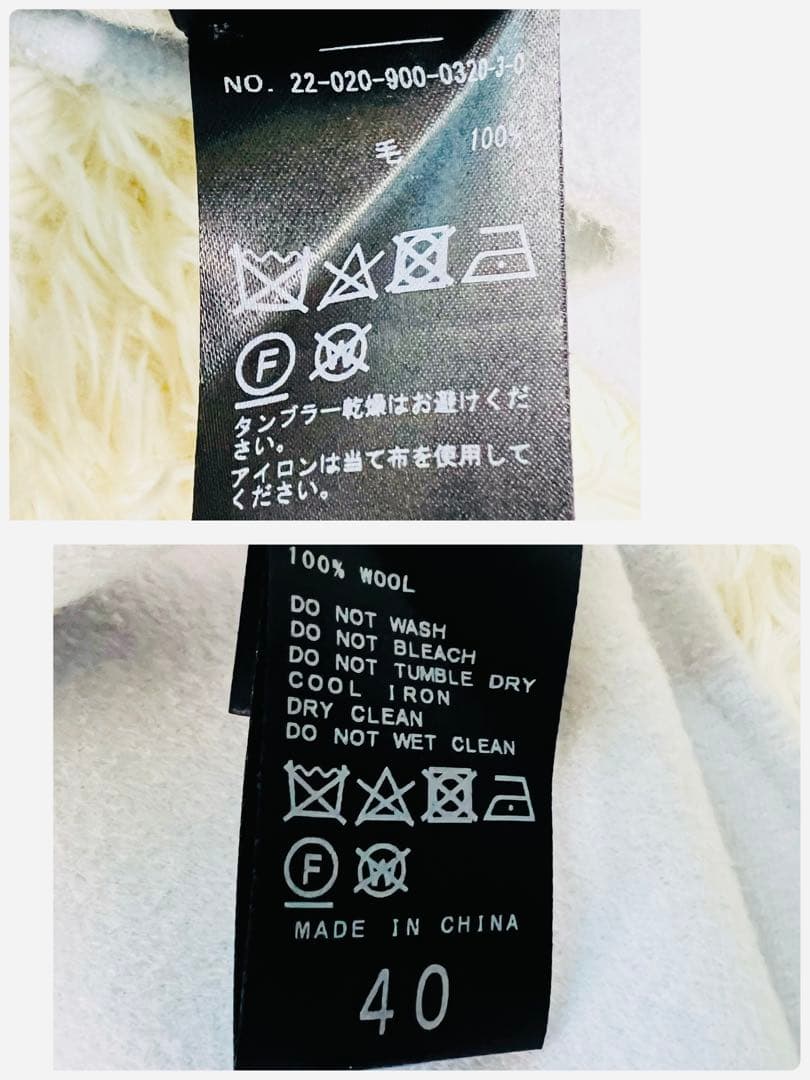 NO. 22-020-900-0320-3-0
毛 100%
F W
タンブラー乾燥はお避けくだ
さい。
アイロンは当て布を使用して
ください。
100% WOOL
DO NOT WASH
DO NOT BLEACH
DO NOT TUMBLE DRY
COOL IRON
DRY CLEAN
DO NOT WET CLEAN
F W
MADE IN CHINA
40